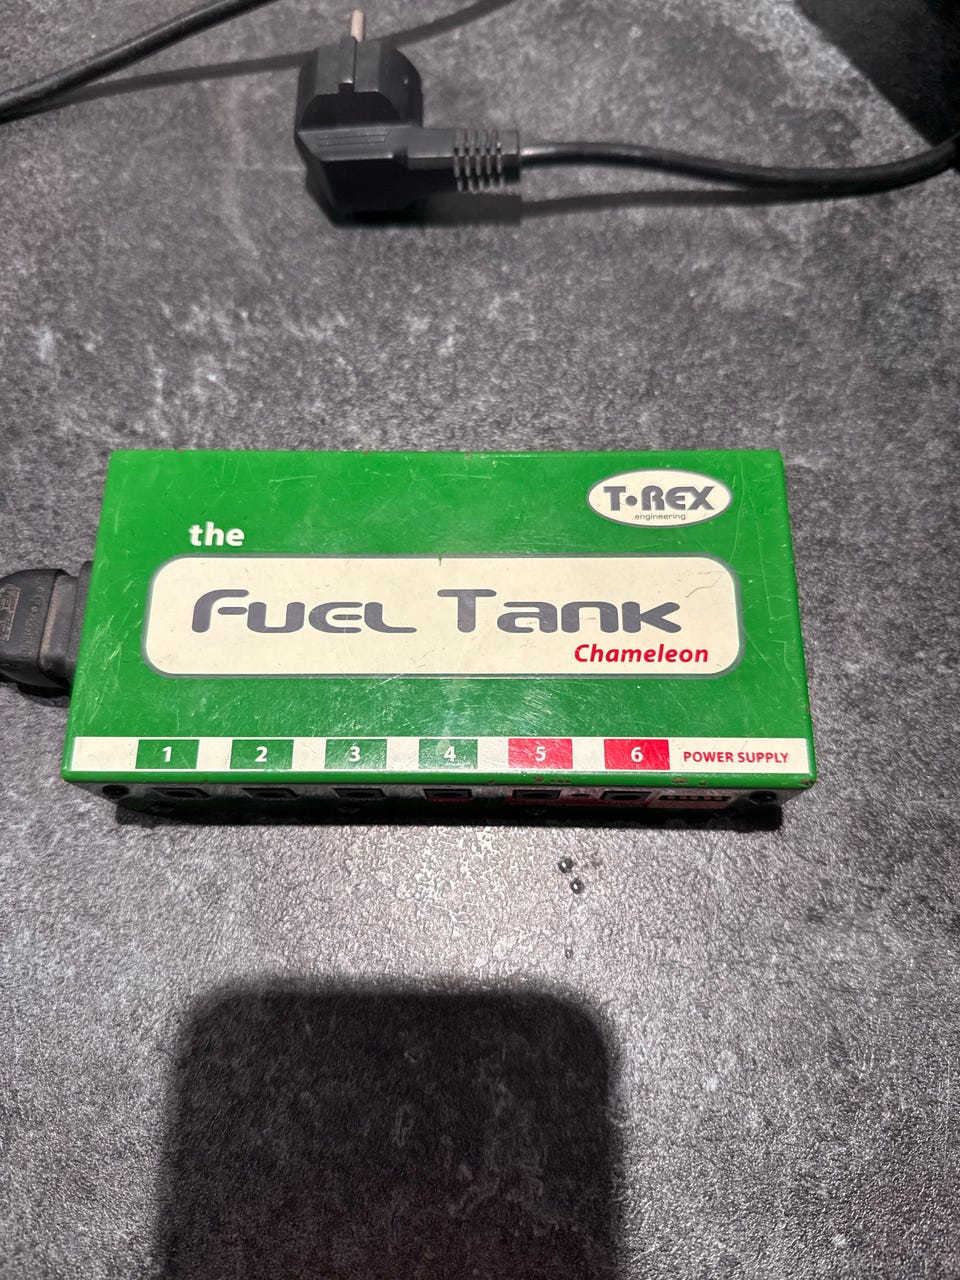 T•REX
engineering
the
FUEL TANK
Chameleon
1 2 3 4 5 6 POWER SUPPLY